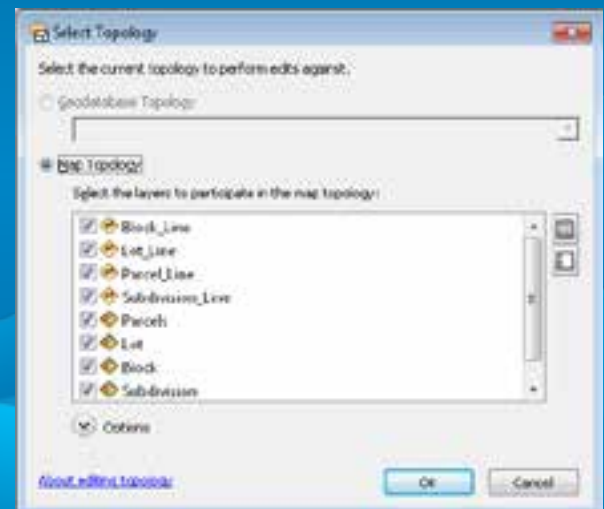 Select Topology
Select the current topology to perform edits against.
Geodatabase Topology
Map Topology
Select the layers to participate in the map topology:
Block_Line
Lot_Line
Parcel_Line
Subdivision_Line
Parcels
Lot
Block
Subdivision
Options
About editing topology
OK
Cancel